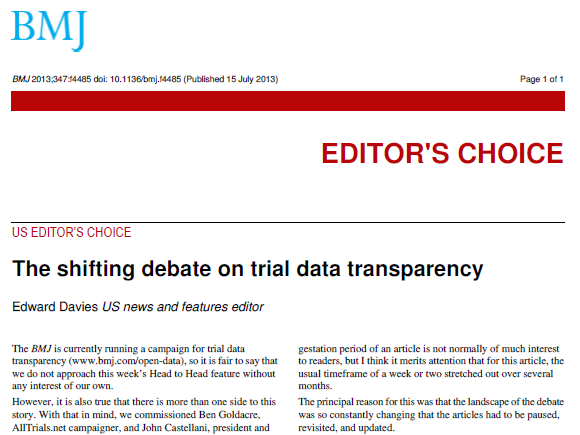 BMJ
BMJ 2013;347:f4485 doi: 10.1136/bmj.f4485 (Published 15 July 2013)
Page 1 of 1
EDITOR'S CHOICE
US EDITOR'S CHOICE
The shifting debate on trial data transparency
Edward Davies US news and features editor
The BMJ is currently running a campaign for trial data
transparency (www.bmj.com/open-data), so it is fair to say that
we do not approach this week's Head to Head feature without
any interest of our own.
However, it is also true that there is more than one side to this
story. With that in mind, we commissioned Ben Goldacre,
AllTrials.net campaigner, and John Castellani, president and
gestation period of an article is not normally of much interest
to readers, but I think it merits attention that for this article, the
usual timeframe of a week or two stretched out over several
months.
The principal reason for this was that the landscape of the debate
was so constantly changing that the articles had to be paused,
revisited, and updated.